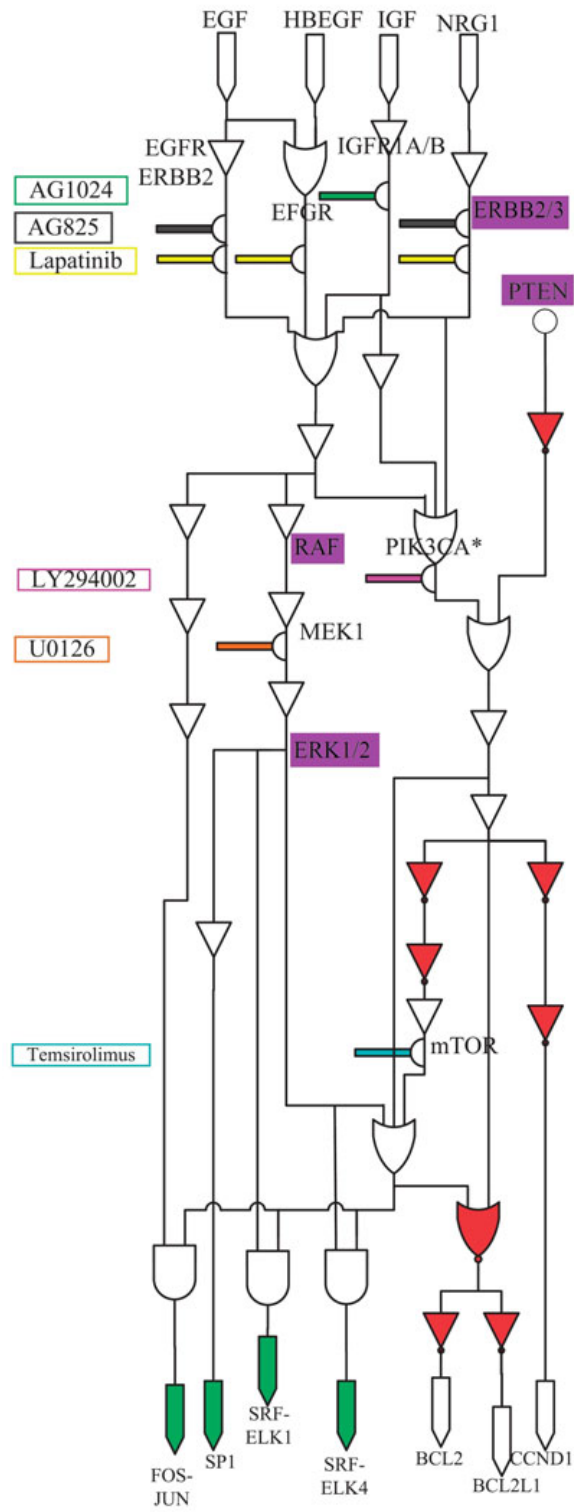 EGF HBEGF IGF NRG1
EGFR
ERBB2
IGFR1A/B
AG1024
EFGR
ERBB2/3
AG825
Lapatinib
PTEN
RAF
PIK3CA*
LY294002
MEK1
U0126
ERK1/2
Temsirolimus
mTOR
FOS-
JUN
SP1
SRF-
ELK1
SRF-
ELK4
BCL2
BCL2L1
CCND1